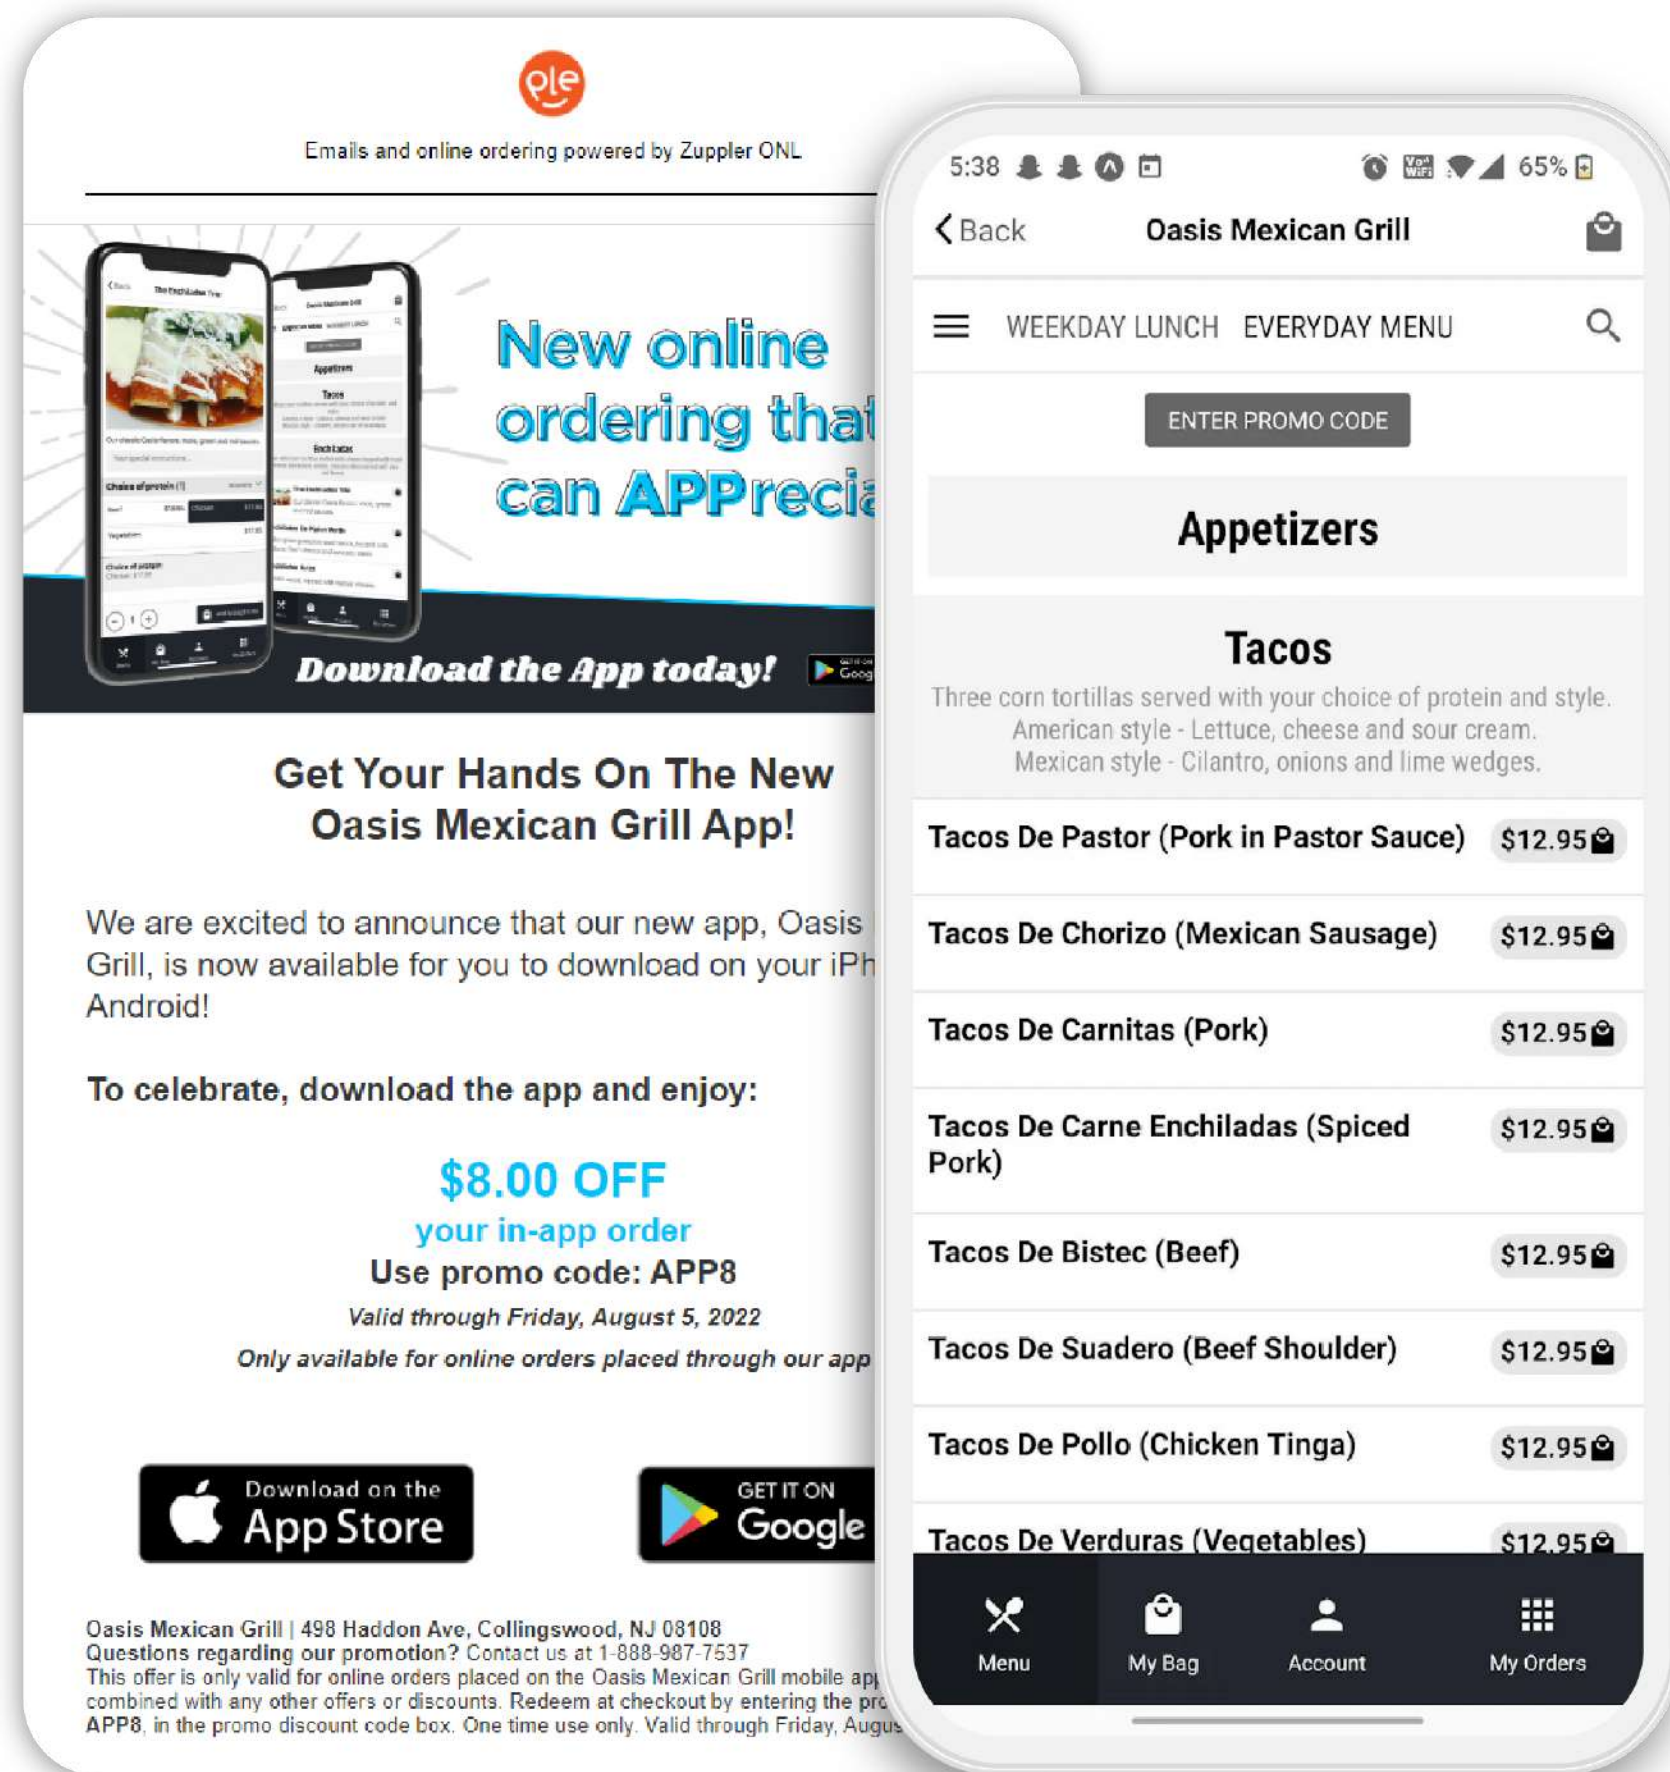 ple
Emails and online ordering powered by Zuppler ONL
New online
ordering that
can APPrecia
Download the App today!
GET IT ON
Goog
Get Your Hands On The New
Oasis Mexican Grill App!
We are excited to announce that our new app, Oasis
Grill, is now available for you to download on your iPh
Android!
To celebrate, download the app and enjoy:
$8.00 OFF
your in-app order
Use promo code: APP8
Valid through Friday, August 5, 2022
Only available for online orders placed through our app
Download on the
App Store
GET IT ON
Google
Oasis Mexican Grill | 498 Haddon Ave, Collingswood, NJ 08108
Questions regarding our promotion? Contact us at 1-888-987-7537
This offer is only valid for online orders placed on the Oasis Mexican Grill mobile app
combined with any other offers or discounts. Redeem at checkout by entering the pro
APP8, in the promo discount code box. One time use only. Valid through Friday, Augus
5:38 65%
Back Oasis Mexican Grill
WEEKDAY LUNCH EVERYDAY MENU
ENTER PROMO CODE
Appetizers
Tacos
Three corn tortillas served with your choice of protein and style.
American style - Lettuce, cheese and sour cream.
Mexican style - Cilantro, onions and lime wedges.
Tacos De Pastor (Pork in Pastor Sauce) $12.95
Tacos De Chorizo (Mexican Sausage) $12.95
Tacos De Carnitas (Pork) $12.95
Tacos De Carne Enchiladas (Spiced $12.95
Pork)
Tacos De Bistec (Beef) $12.95
Tacos De Suadero (Beef Shoulder) $12.95
Tacos De Pollo (Chicken Tinga) $12.95
Tacos De Verduras (Vegetables) $12.95
Menu My Bag Account My Orders